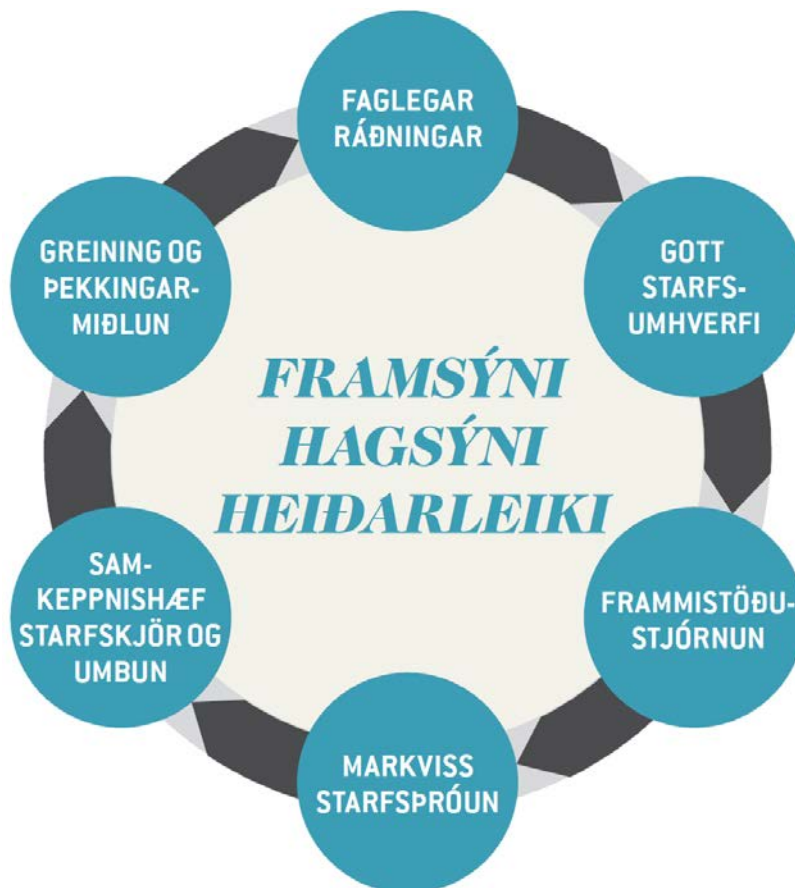 FAGLEGAR
RÁÐNINGAR
GOTT
STARFS-
UMHVERFI
FRAMMISTÖÐU-
STJÓRNUN
MARKVISS
STARFSÞRÓUN
SAM-
KEPPNISHÆF
STARFSKJÖR OG
UMBUN
GREINING OG
ÞEKKINGAR-
MIÐLUN
FRAMSÝNI
HAGSÝNI
HEIÐARLEIKI